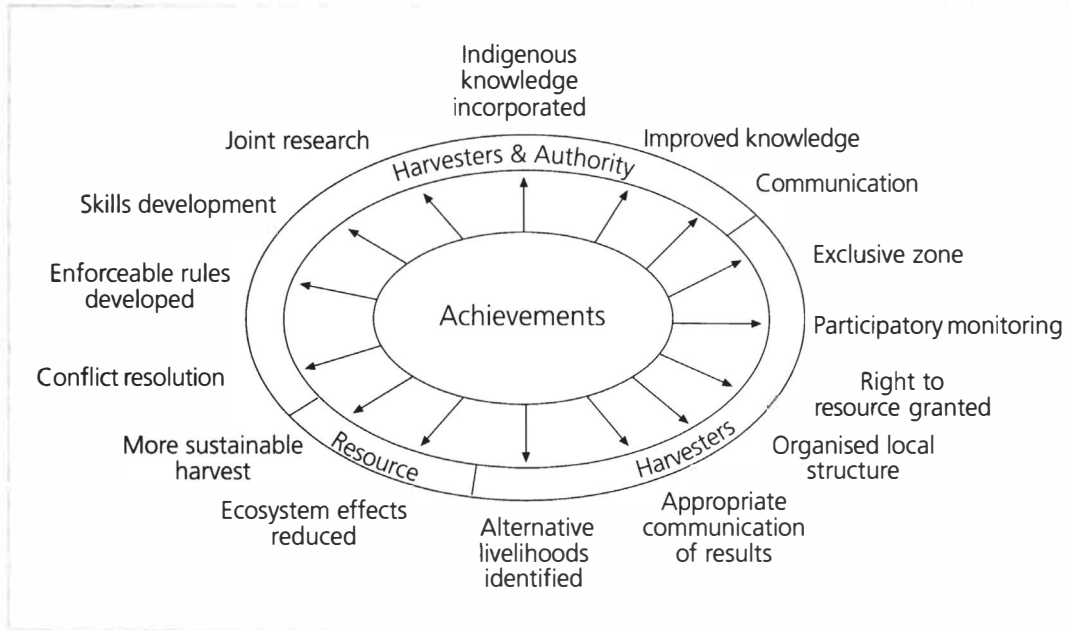 Indigenous
knowledge
incorporated
Joint research
Improved knowledge
Harvesters & Authority
Communication
Skills development
Exclusive zone
Enforceable rules
developed
Achievements
Participatory monitoring
Conflict resolution
Right to
resource granted
More sustainable
harvest
Resource
Harvesters
Organised local
structure
Ecosystem effects
reduced
Alternative
livelihoods
identified
Appropriate
communication
of results